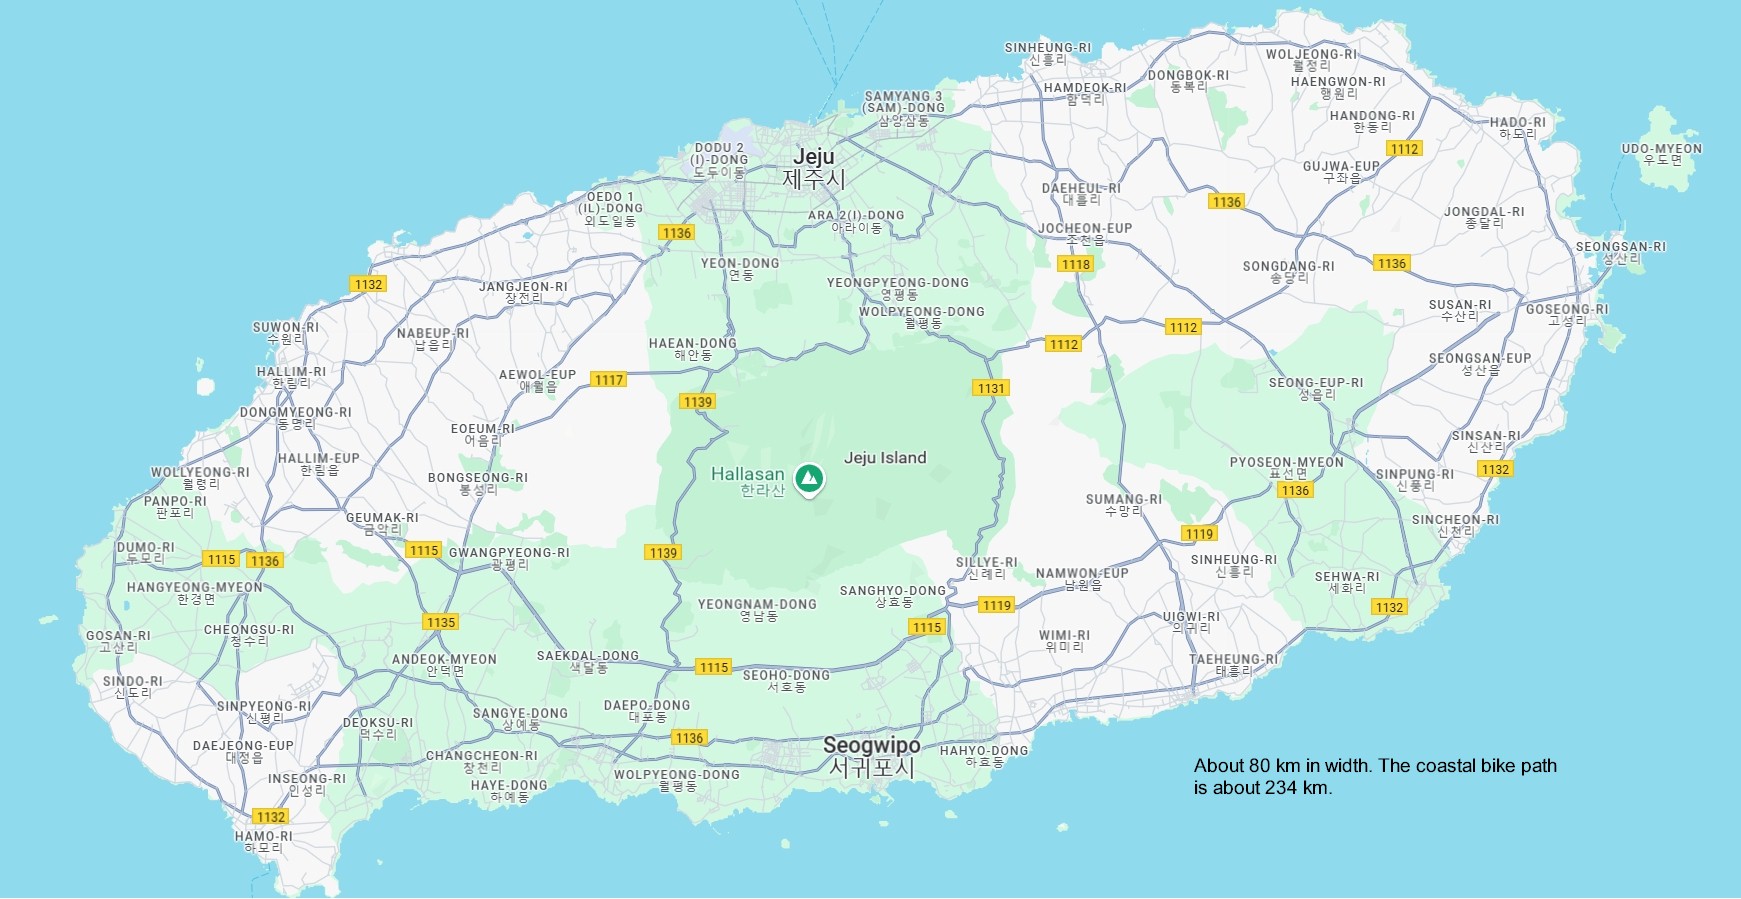 SINHEUNG-RI
신흥리
WOLJEONG-RI
월정리
DONGBOK-RI
동복리
HAENGWON-RI
행원리
HAMDEOK-RI
함덕리
SAMYANG 3
(SAM)-DONG
삼양삼동
HANDONG-RI
한동리
HADO-RI
하도리
1112
UDO-MYEON
우도면
DODU 2
(I)-DONG
도두이동
Jeju
제주시
GUJWA-EUP
구좌읍
DAEHEUL-RI
대흘리
1136
OEDO 1
(IL)-DONG
외도일동
ARA 2(I)-DONG
아라이동
JONGDAL-RI
종달리
1136
JOCHEON-EUP
조천읍
SEONGSAN-RI
성산리
YEON-DONG
연동
1118
SONGDANG-RI
송당리
1136
1132
JANGJEON-RI
장전리
YEONGPYEONG-DONG
영평동
WOLPYEONG-DONG
월평동
SUSAN-RI
수산리
GOSEONG-RI
고성리
SUWON-RI
수원리
NABEUP-RI
납읍리
1112
HAEAN-DONG
해안동
1112
SEONGSAN-EUP
성산읍
HALLIM-RI
한림리
AEWOL-EUP
애월읍
1117
1131
SEONG-EUP-RI
성읍리
1139
DONGMYEONG-RI
동명리
EOEUM-RI
어음리
SINSAN-RI
신산리
HALLIM-EUP
한림읍
Jeju Island
1132
WOLLYEONG-RI
월령리
BONGSEONG-RI
봉성리
Hallasan
한라산
PYOSEON-MYEON
표선면
SINPUNG-RI
신풍리
1136
PANPO-RI
판포리
SUMANG-RI
수망리
GEUMAK-RI
금악리
SINCHEON-RI
신천리
1119
DUMO-RI
두모리
1115
1136
1115
GWANGPYEONG-RI
광평리
1139
SILLYE-RI
신례리
NAMWON-EUP
남원읍
SINHEUNG-RI
신흥리
SEHWA-RI
세화리
HANGYEONG-MYEON
한경면
SANGHYO-DONG
상효동
YEONGNAM-DONG
영남동
1119
1132
1135
1115
UIGWI-RI
의귀리
GOSAN-RI
고산리
CHEONGSU-RI
청수리
WIMI-RI
위미리
ANDEOK-MYEON
안덕면
SAEKDAL-DONG
색달동
1115
SEOHO-DONG
서호동
TAEHEUNG-RI
태흥리
SINDO-RI
신도리
SINPYEONG-RI
신평리
DEOKSU-RI
덕수리
SANGYE-DONG
상예동
DAEPO-DONG
대포동
1136
DAEJEONG-EUP
대정읍
CHANGCHEON-RI
창천리
Seogwipo
서귀포시
HAHYO-DONG
하효동
INSEONG-RI
인성리
HAYE-DONG
하예동
WOLPYEONG-DONG
월평동
About 80 km in width. The coastal bike path
is about 234 km.
1132
HAMO-RI
하모리